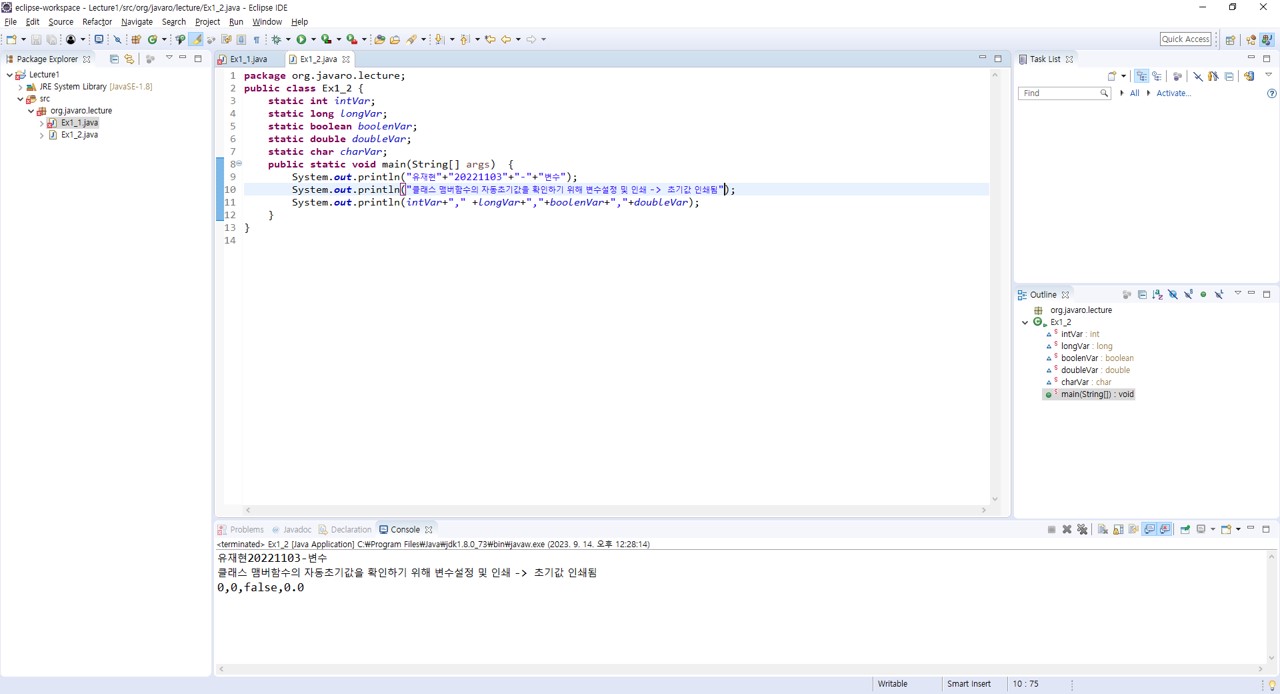 eclipse-workspace - Lecture1/src/org/javaro/lecture/Ex1_2.java - Eclipse IDE
File Edit Source Refactor Navigate Search Project Run Window Help
Quick Access
Package Explorer
Lecture1
JRE System Library [JavaSE-1.8]
src
org.javaro.lecture
Ex1_1.java
Ex1_2.java
Ex1_1.java Ex1_2.java
1 package org.javaro.lecture;
2 public class Ex1_2 {
3 static int intVar;
4 static long longVar;
5 static boolean boolenVar;
6 static double doubleVar;
7 static char charVar;
8 public static void main(String[] args) {
9 System.out.println("유재현"+"20221103"+"-"+"변수");
10 System.out.println("클래스 맴버함수의 자동초기값을 확인하기 위해 변수설정 및 인쇄 -> 초기값 인쇄됨");
11 System.out.println(intVar+"," +longVar+","+boolenVar+","+doubleVar);
12 }
13 }
14
Task List
Find All Activate...
Outline
org.javaro.lecture
Ex1_2
intVar : int
longVar : long
boolenVar : boolean
doubleVar : double
charVar : char
main(String[]) : void
Problems Javadoc Declaration Console
<terminated> Ex1_2 [Java Application] C:₩Program Files₩Java₩jdk1.8.0_73₩bin₩javaw.exe (2023. 9. 14. 오후 12:28:14)
유재현20221103-변수
클래스 맴버함수의 자동초기값을 확인하기 위해 변수설정 및 인쇄 -> 초기값 인쇄됨
0,0,false,0.0
Writable Smart Insert 10 : 75